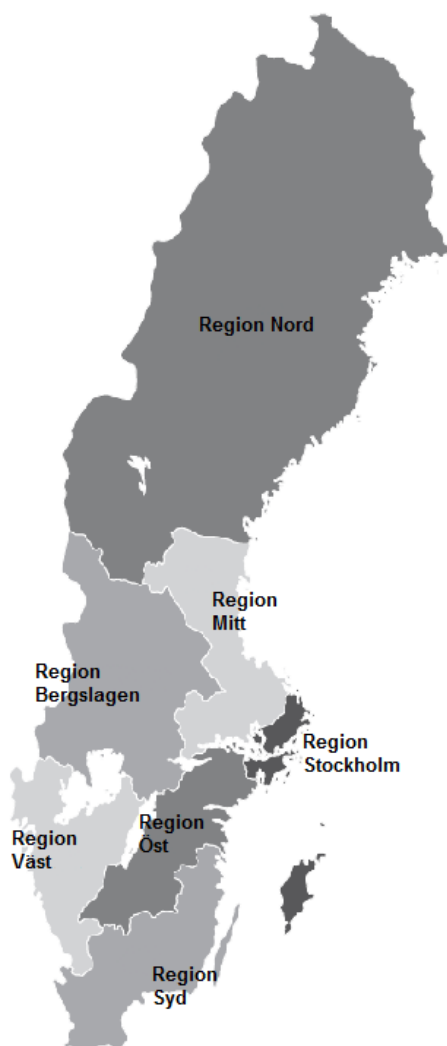 Region Nord
Region
Mitt
Region
Bergslagen
Region
Stockholm
Region
Väst
Region
Öst
Region
Syd